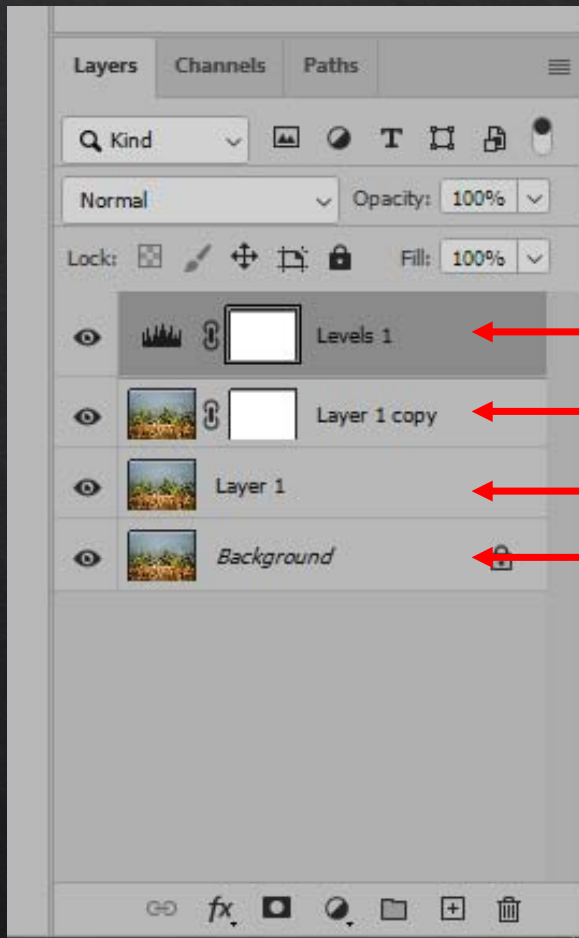 Layers Channels Paths
Kind
Normal Opacity: 100%
Lock: Fill: 100%
Levels 1
Layer 1 copy
Layer 1
Background
fx